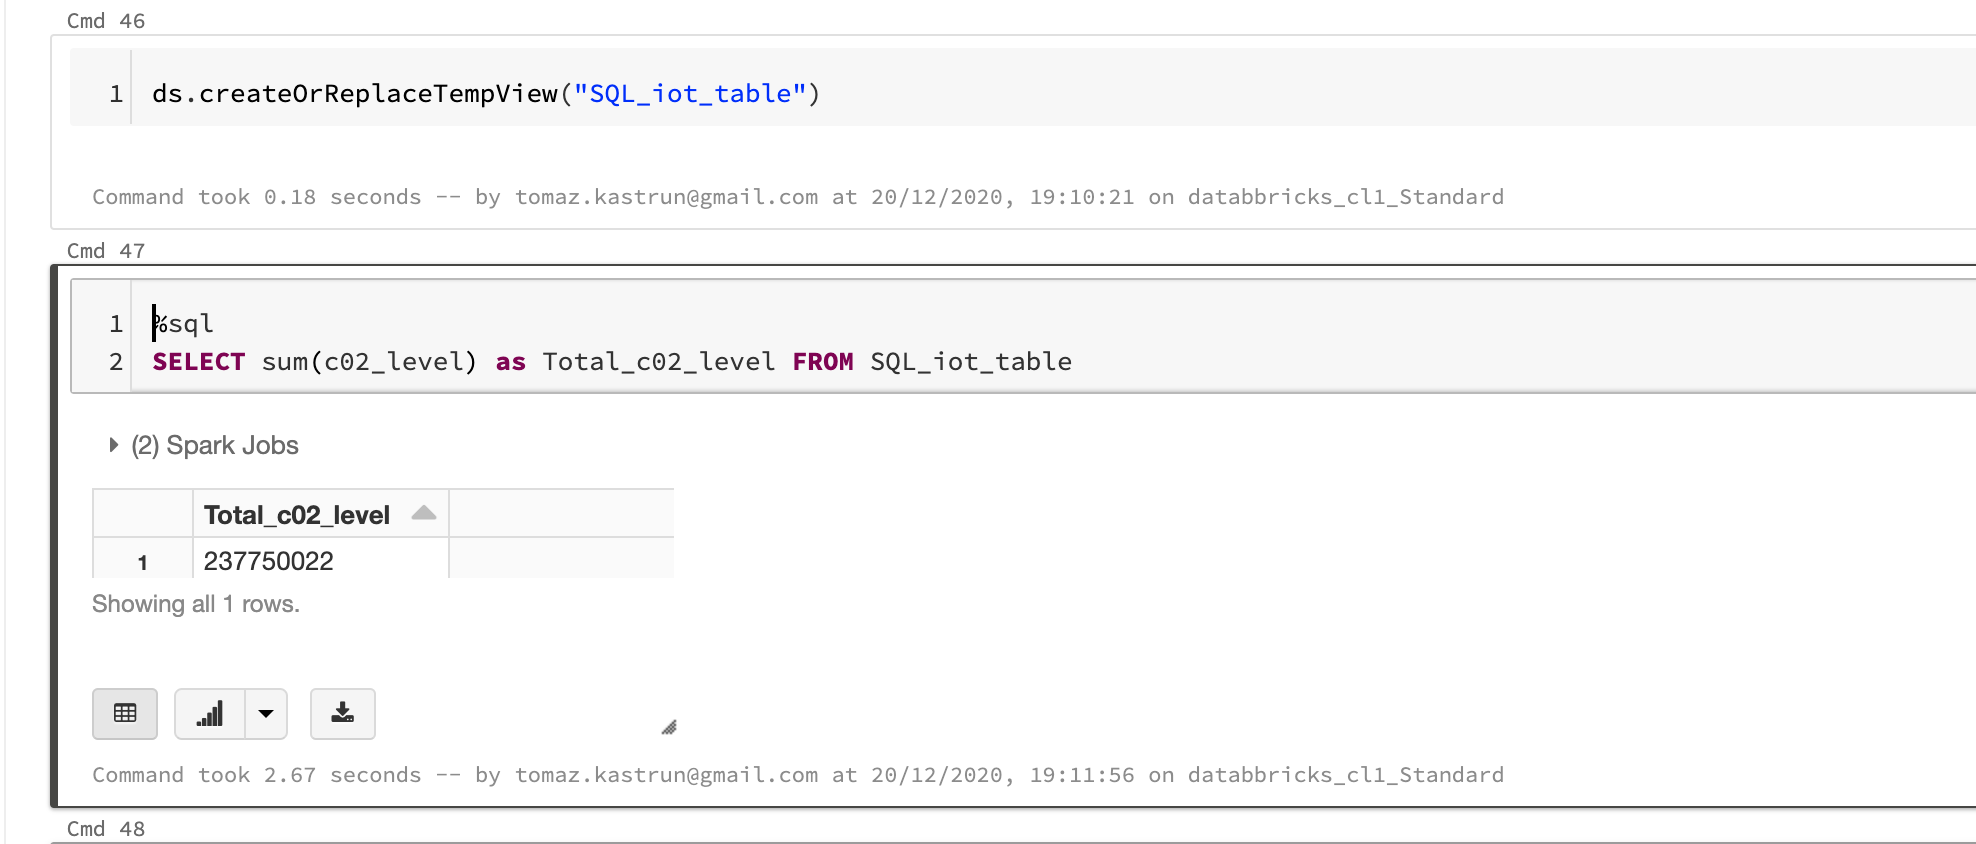 Cmd 46
1 ds.createOrReplaceTempView("SQL_iot_table")
Command took 0.18 seconds -- by tomaz.kastrun@gmail.com at 20/12/2020, 19:10:21 on databbricks_cl1_Standard
Cmd 47
1 %sql
2 SELECT sum(c02_level) as Total_c02_level FROM SQL_iot_table
(2) Spark Jobs
Total_c02_level
1 237750022
Showing all 1 rows.
Command took 2.67 seconds -- by tomaz.kastrun@gmail.com at 20/12/2020, 19:11:56 on databbricks_cl1_Standard
Cmd 48